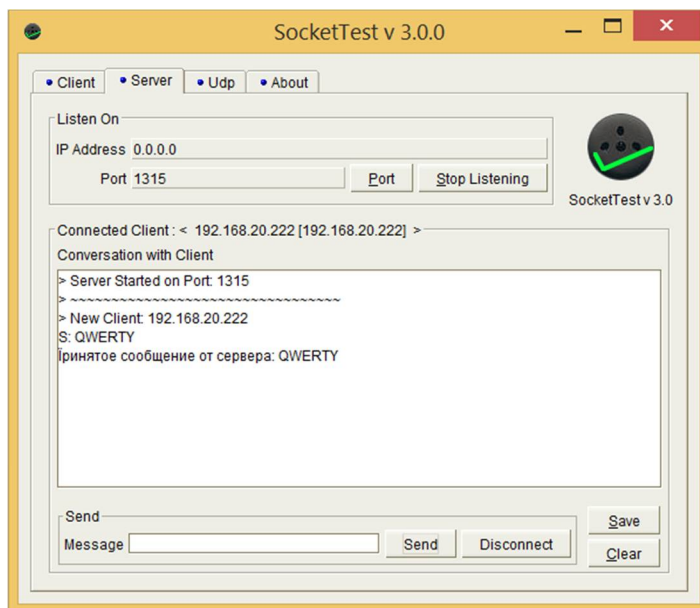 SocketTest v 3.0.0
Client
Server
Udp
About
Listen On
IP Address 0.0.0.0
Port 1315
Port
Stop Listening
SocketTest v 3.0
Connected Client : < 192.168.20.222 [192.168.20.222] >
Conversation with Client
> Server Started on Port: 1315
> ~~~~~~~~~~~~~~~~~~~~~~~~~~~~~~~~~
> New Client: 192.168.20.222
S: QWERTY
Їринятое сообщение от сервера: QWERTY
Send
Message
Send
Disconnect
Save
Clear